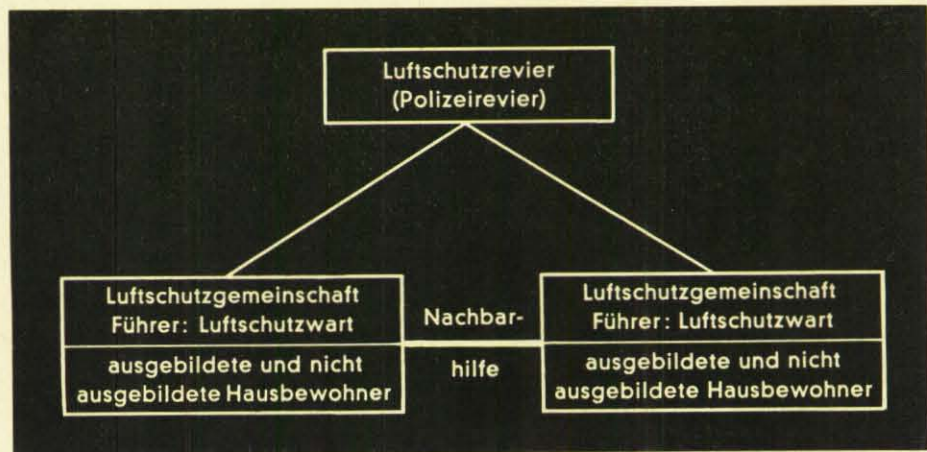 Luftschutzrevier
(Polizeirevier)
Luftschutzgemeinschaft
Führer: Luftschutzwart
ausgebildete und nicht
ausgebildete Hausbewohner
Nachbar-
hilfe
Luftschutzgemeinschaft
Führer: Luftschutzwart
ausgebildete und nicht
ausgebildete Hausbewohner